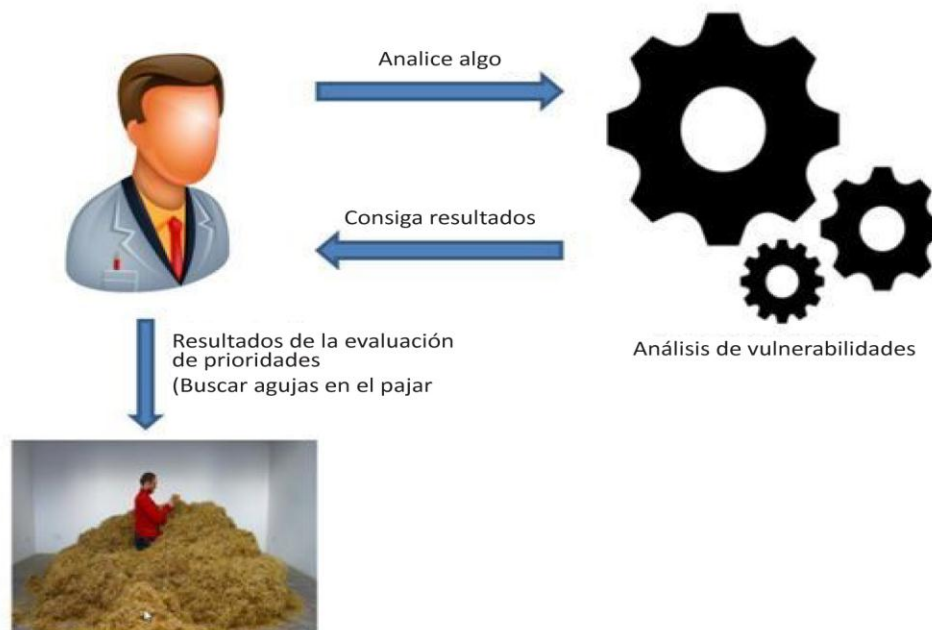 Analice algo
Consiga resultados
Resultados de la evaluación
de prioridades
(Buscar agujas en el pajar
Análisis de vulnerabilidades